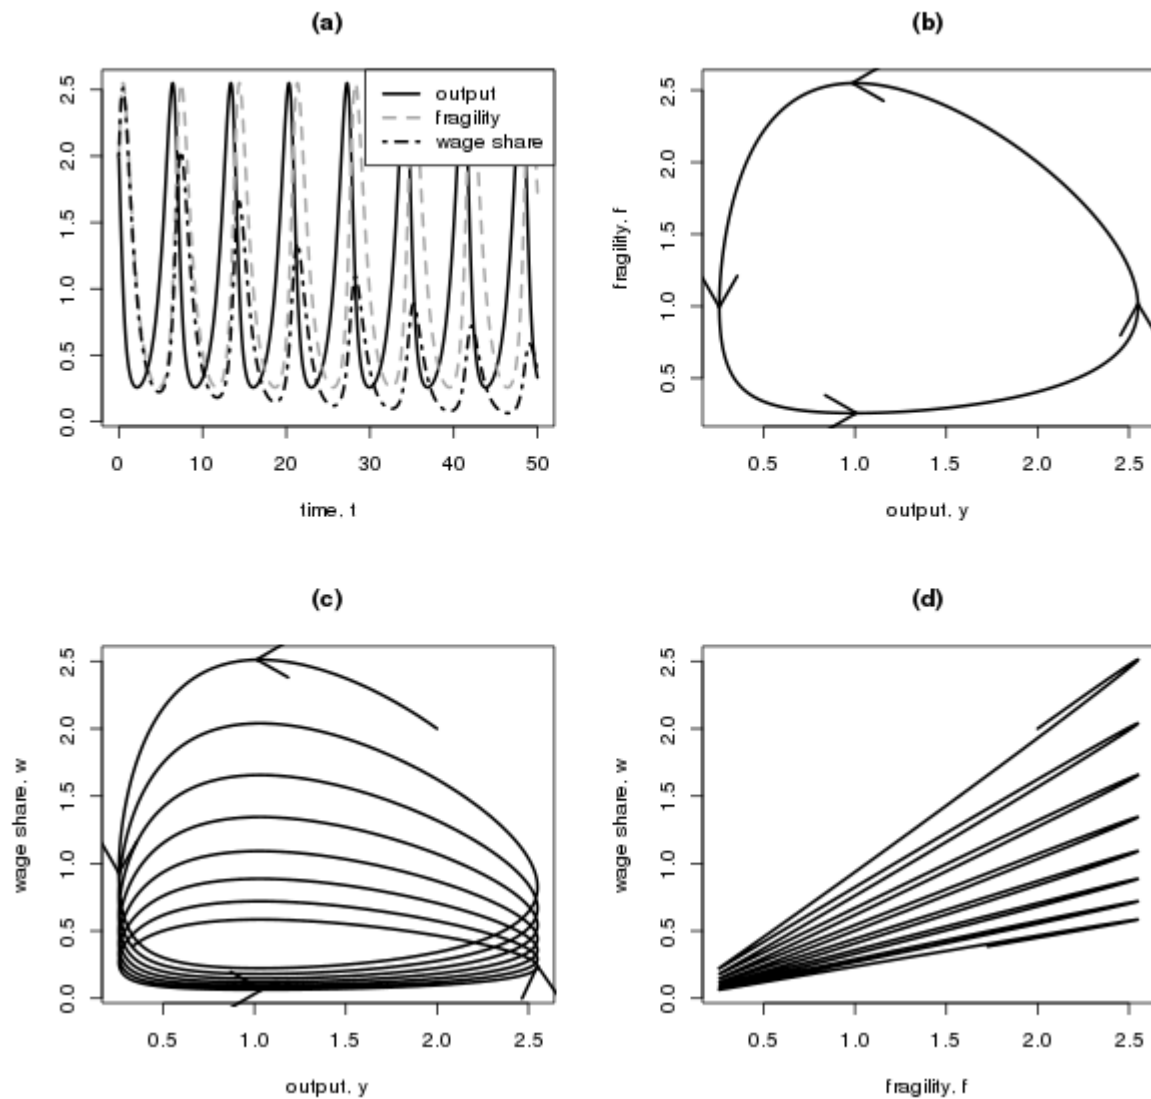 (a)
2.5
2.0
1.5
1.0
0.5
0.0
output
fragility
wage share
0 10 20 30 40 50
time. t
(b)
fragility. f
2.5
2.0
1.5
1.0
0.5
0.5 1.0 1.5 2.0 2.5
output. y
(c)
wage share. w
2.5
2.0
1.5
1.0
0.5
0.0
0.5 1.0 1.5 2.0 2.5
output. y
(d)
wage share. w
2.5
2.0
1.5
1.0
0.5
0.0
0.5 1.0 1.5 2.0 2.5
fragility. f